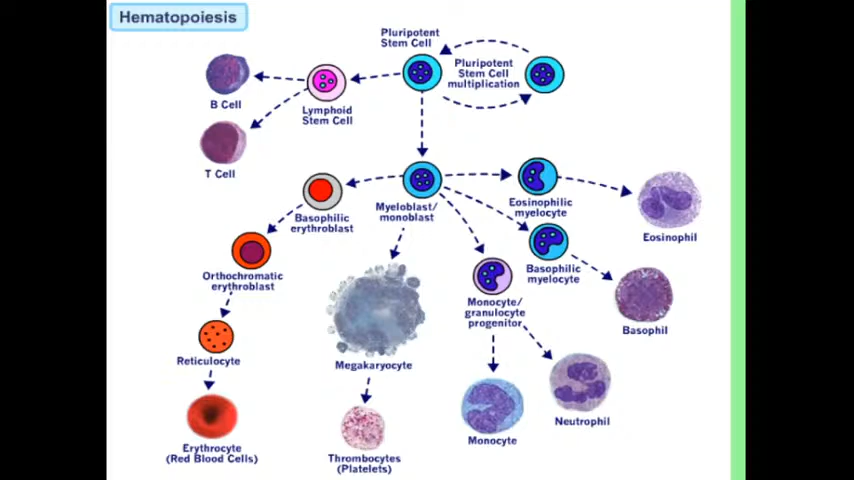 Hematopoiesis
Pluripotent
Stem Cell
Pluripotent
Stem Cell
multiplication
B Cell
Lymphoid
Stem Cell
T Cell
Myeloblast/
monoblast
Eosinophilic
myelocyte
Basophilic
erythroblast
Eosinophil
Orthochromatic
erythroblast
Basophilic
myelocyte
Monocyte/
granulocyte
progenitor
Basophil
Reticulocyte
Megakaryocyte
Neutrophil
Monocyte
Erythrocyte
(Red Blood Cells)
Thrombocytes
(Platelets)